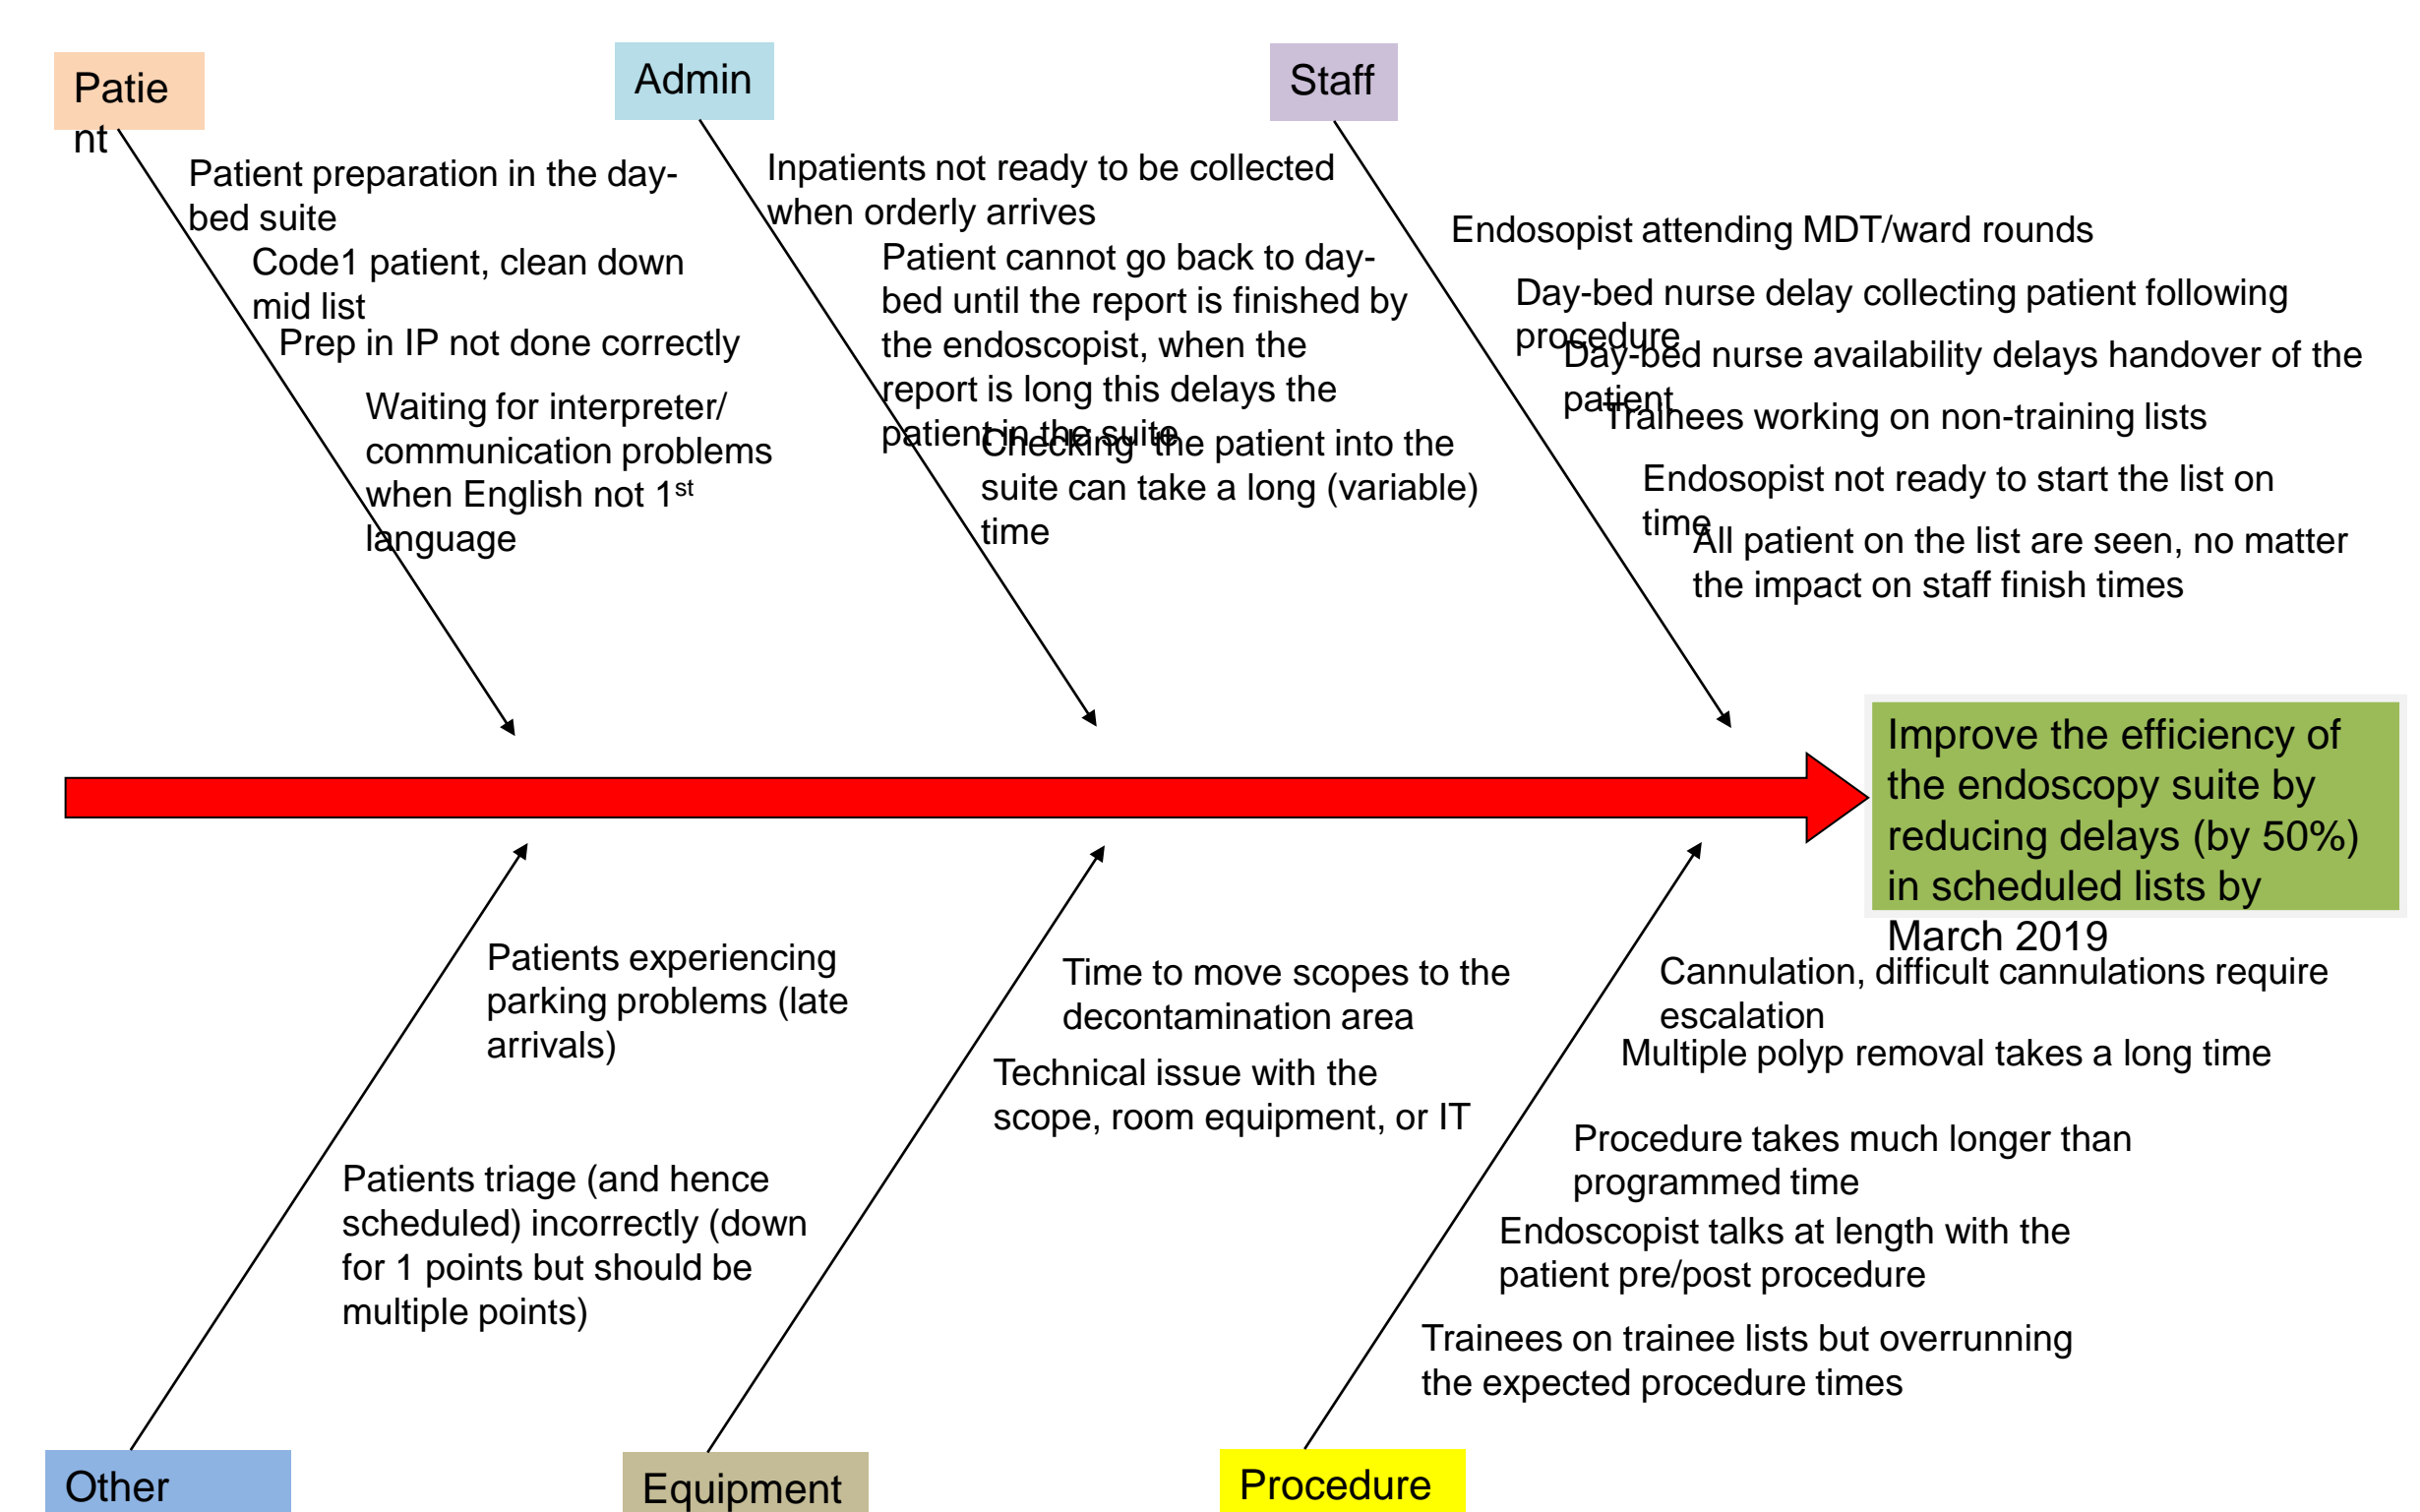 Patie
nt
Admin
Staff
Patient preparation in the day-
bed suite
Code1 patient, clean down
mid list
Prep in IP not done correctly
Waiting for interpreter/
communication problems
when English not 1st
language
Inpatients not ready to be collected
when orderly arrives
Patient cannot go back to day-
bed until the report is finished by
the endoscopist, when the
report is long this delays the
patient in the suite
Checking the patient into the
suite can take a long (variable)
time
Endosopist attending MDT/ward rounds
Day-bed nurse delay collecting patient following
procedure
Day-bed nurse availability delays handover of the
patient
Trainees working on non-training lists
Endosopist not ready to start the list on
time
All patient on the list are seen, no matter
the impact on staff finish times
Improve the efficiency of
the endoscopy suite by
reducing delays (by 50%)
in scheduled lists by
March 2019
Patients experiencing
parking problems (late
arrivals)
Patients triage (and hence
scheduled) incorrectly (down
for 1 points but should be
multiple points)
Time to move scopes to the
decontamination area
Technical issue with the
scope, room equipment, or IT
Cannulation, difficult cannulations require
escalation
Multiple polyp removal takes a long time
Procedure takes much longer than
programmed time
Endoscopist talks at length with the
patient pre/post procedure
Trainees on trainee lists but overrunning
the expected procedure times
Other
Equipment
Procedure